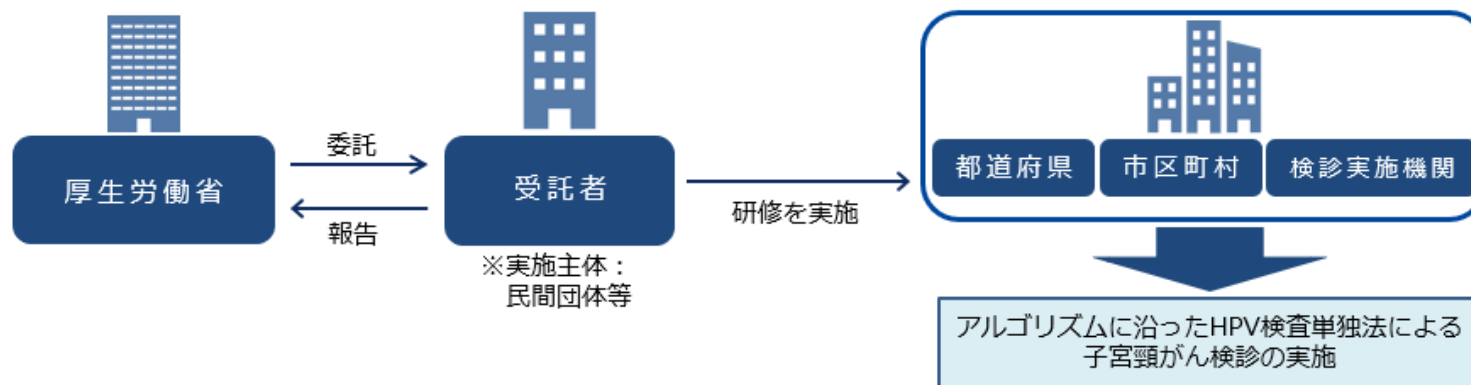 厚生労働省
委託
報告
受託者
※実施主体：
民間団体等
研修を実施
都道府県
市区町村
検診実施機関
アルゴリズムに沿ったHPV検査単独法による
子宮頸がん検診の実施